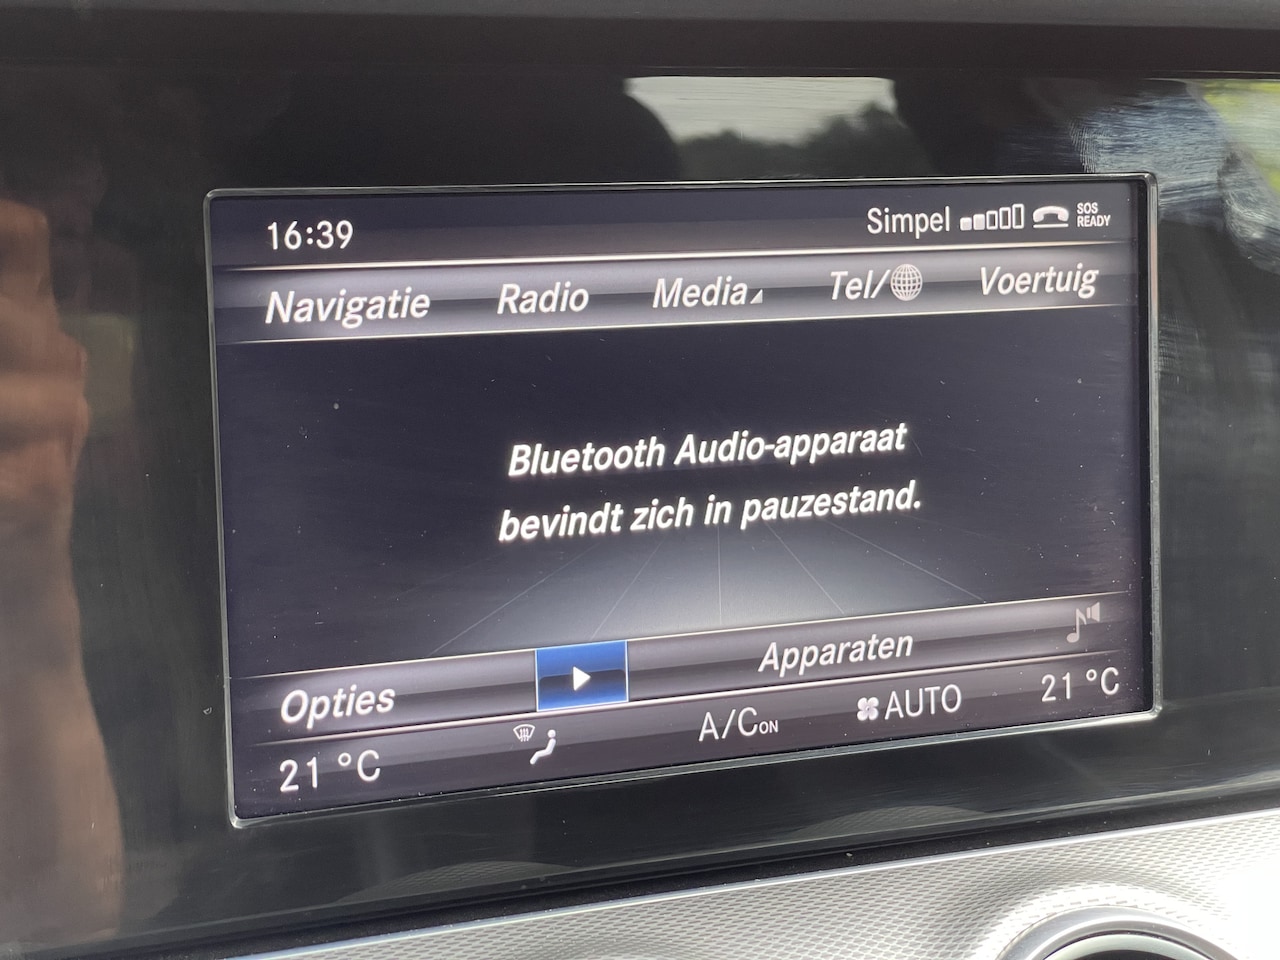 16:39 Simpel SOS READY
Navigatie Radio Media Tel/ Voertuig
Bluetooth Audio-apparaat
bevindt zich in pauzestand.
Opties Apparaten
21 °C A/C ON AUTO 21 °C